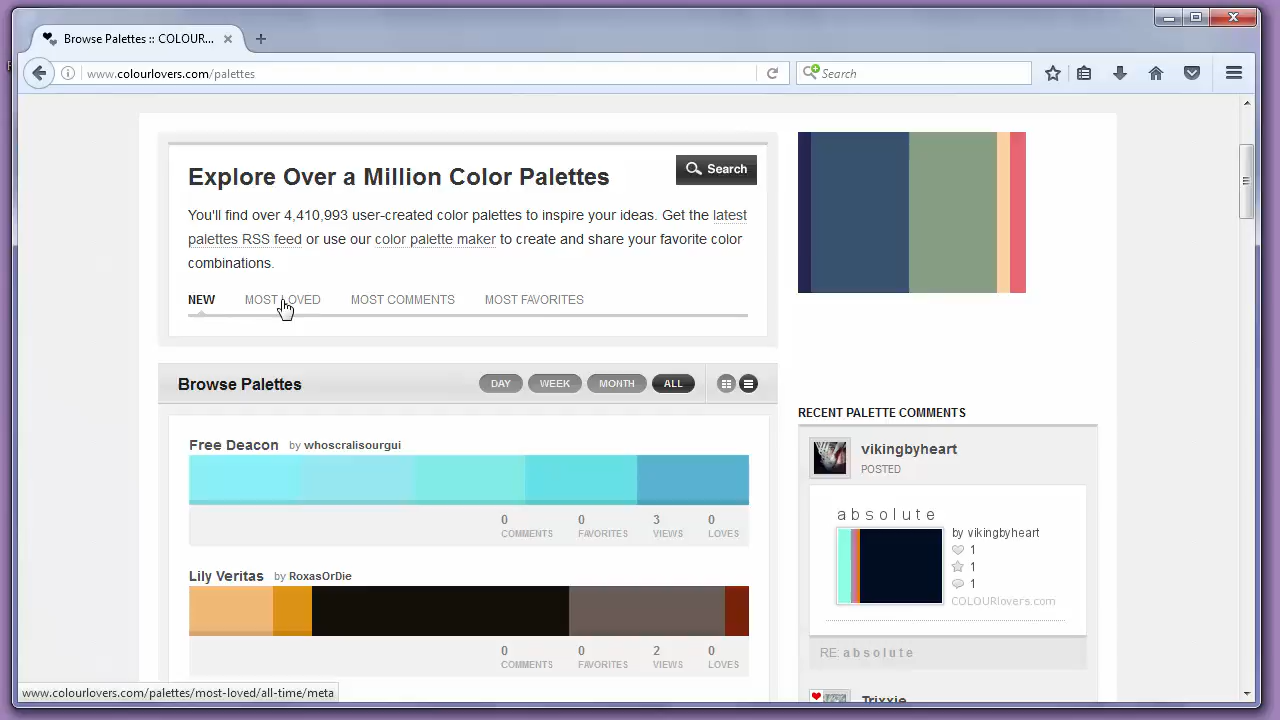 Browse Palettes :: COLOUR...
www.colourlovers.com/palettes
Search
Explore Over a Million Color Palettes
Search
You'll find over 4,410,993 user-created color palettes to inspire your ideas. Get the latest
palettes RSS feed or use our color palette maker to create and share your favorite color
combinations.
NEW MOST LOVED MOST COMMENTS MOST FAVORITES
Browse Palettes
DAY WEEK MONTH ALL
Free Deacon by whoscralisourgui
0 0 3 0
COMMENTS FAVORITES VIEWS LOVES
Lily Veritas by RoxasOrDie
0 0 2 0
COMMENTS FAVORITES VIEWS LOVES
RECENT PALETTE COMMENTS
vikingbyheart
POSTED
a b s o l u t e
by vikingbyheart
1
1
1
COLOURlovers.com
RE: a b s o l u t e
Trixxie
www.colourlovers.com/palettes/most-loved/all-time/meta